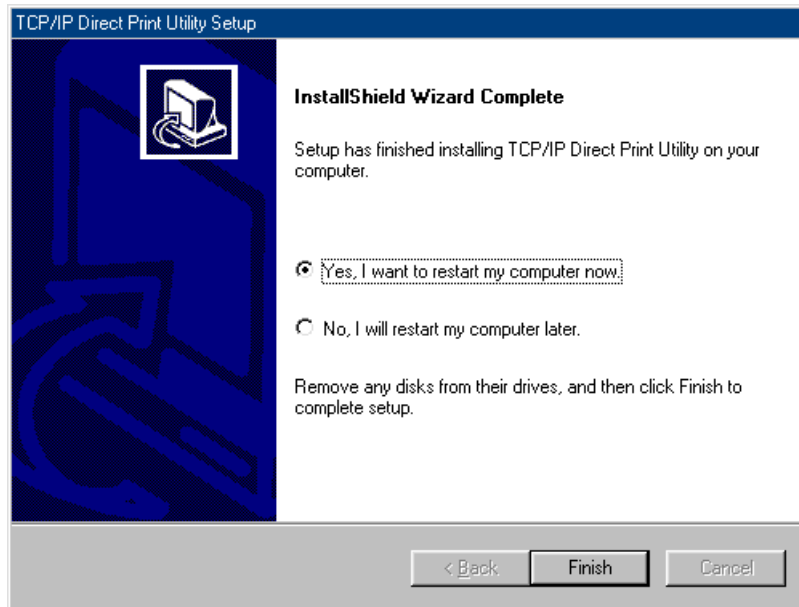 TCP/IP Direct Print Utility Setup
InstallShield Wizard Complete
Setup has finished installing TCP/IP Direct Print Utility on your
computer.
Yes, I want to restart my computer now.
No, I will restart my computer later.
Remove any disks from their drives, and then click Finish to
complete setup.
< Back Finish Cancel